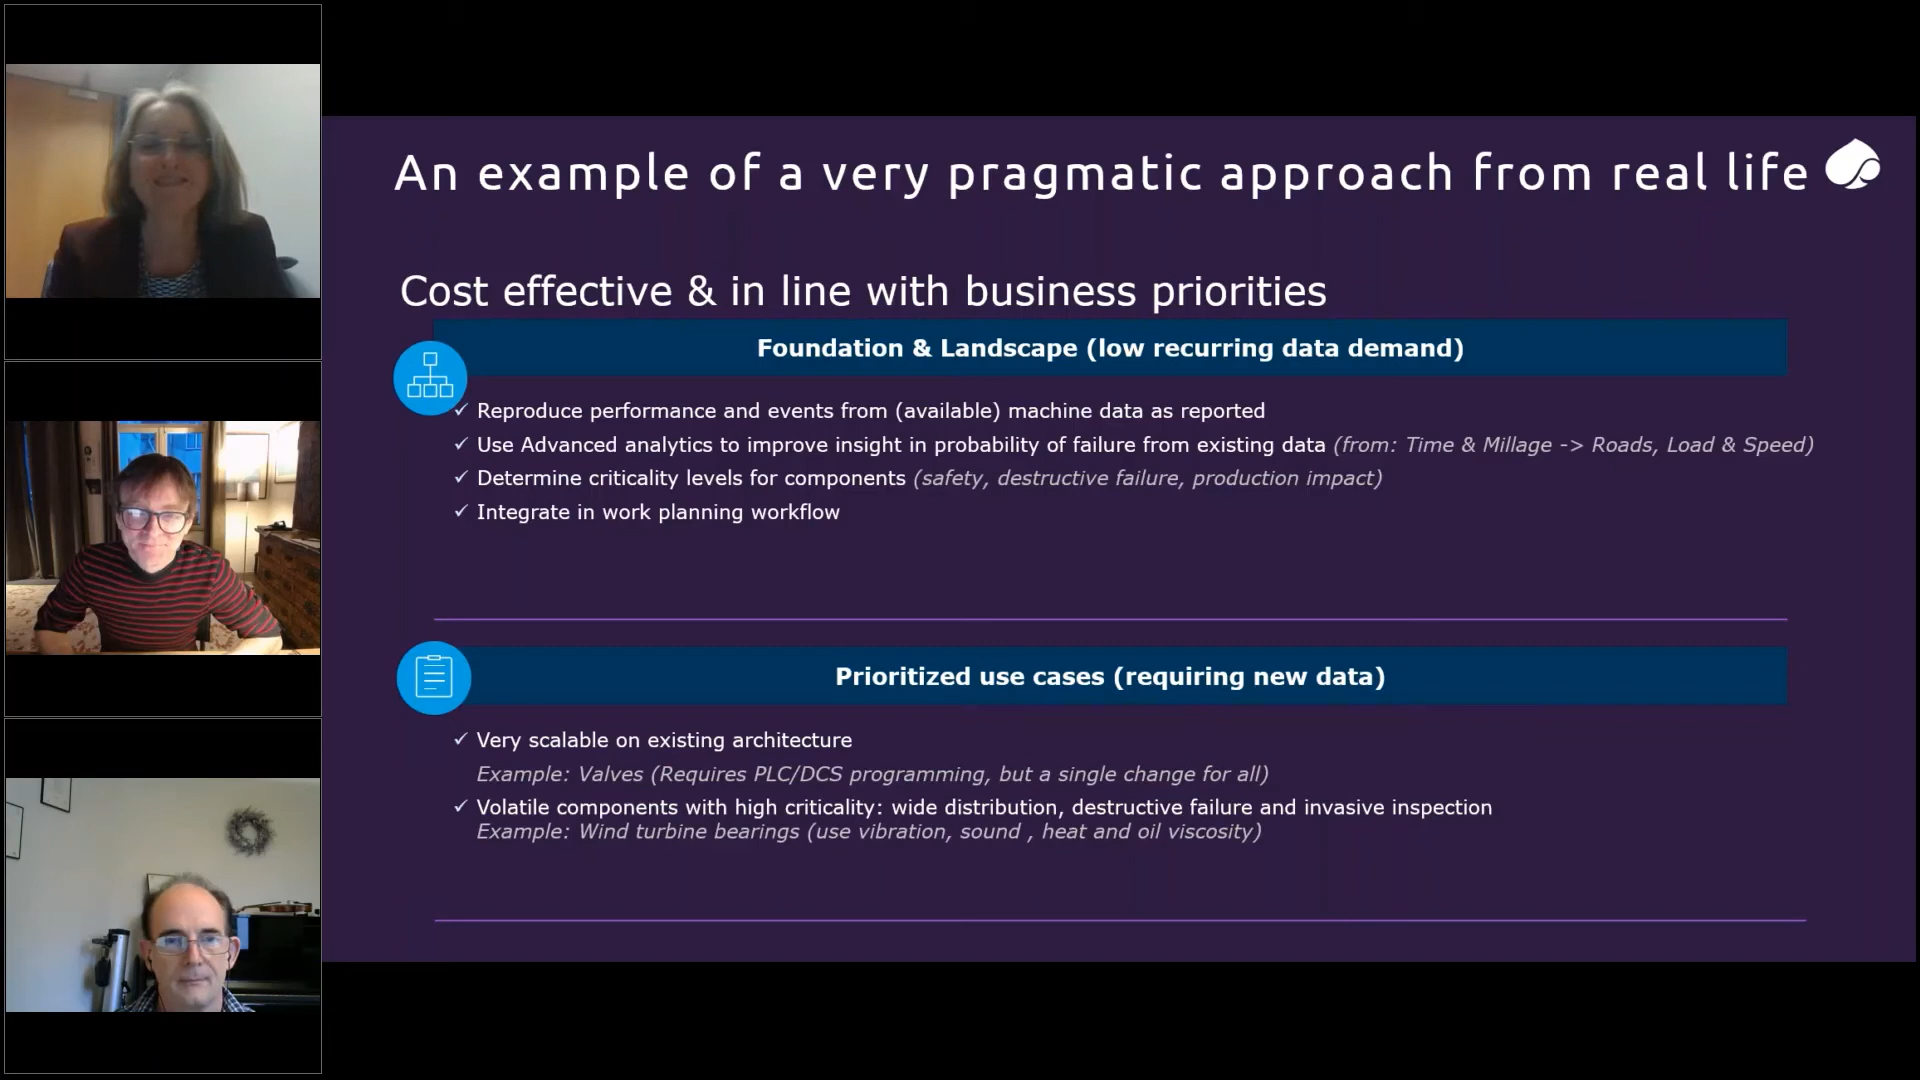 An example of a very pragmatic approach from real life
Cost effective & in line with business priorities
Foundation & Landscape (low recurring data demand)
✓ Reproduce performance and events from (available) machine data as reported
✓ Use Advanced analytics to improve insight in probability of failure from existing data (from: Time & Millage -> Roads, Load & Speed)
✓ Determine criticality levels for components (safety, destructive failure, production impact)
✓ Integrate in work planning workflow
Prioritized use cases (requiring new data)
✓ Very scalable on existing architecture
Example: Valves (Requires PLC/DCS programming, but a single change for all)
✓ Volatile components with high criticality: wide distribution, destructive failure and invasive inspection
Example: Wind turbine bearings (use vibration, sound , heat and oil viscosity)